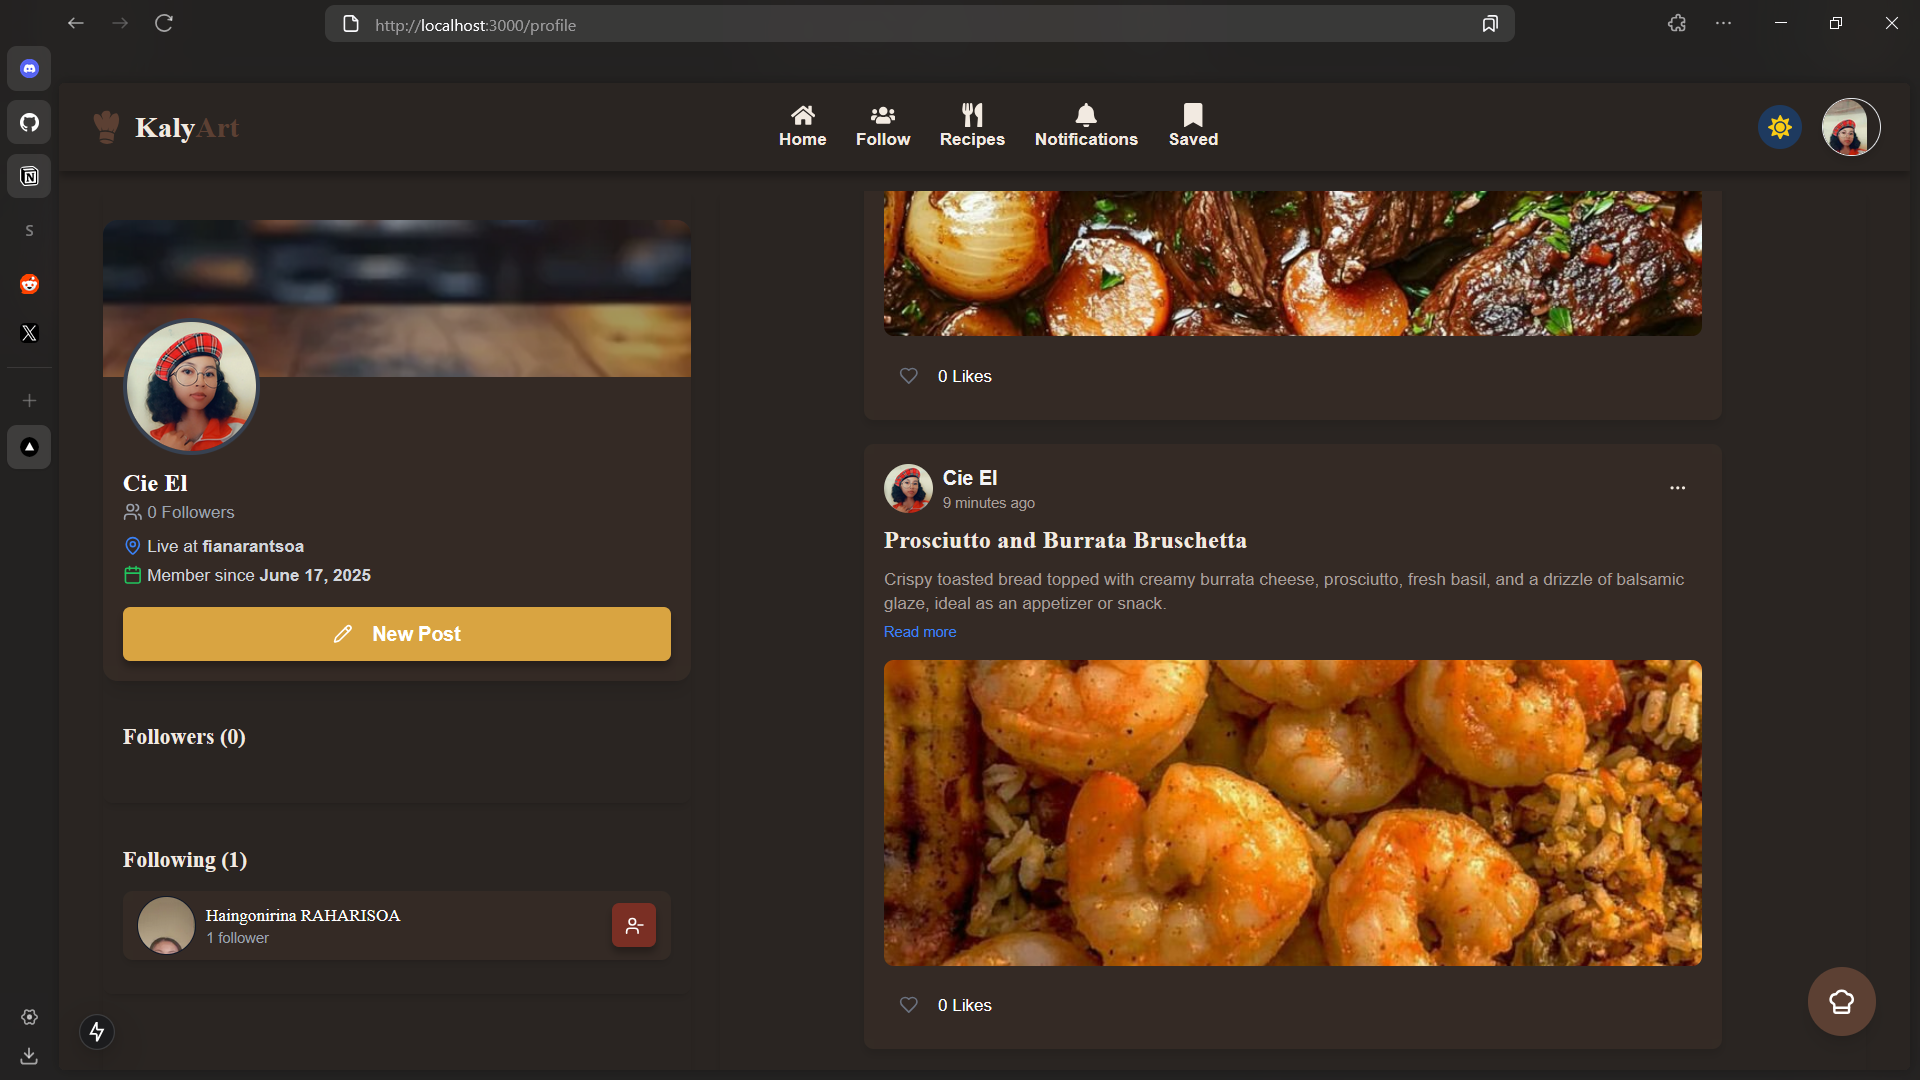 http://localhost:3000/profile
S
KalyArt
Home
Follow
Recipes
Notifications
Saved
Cie El
0 Followers
Live at fianarantsoa
Member since June 17, 2025
New Post
Followers (0)
Following (1)
Haingonirina RAHARISOA
1 follower
0 Likes
Cie El
9 minutes ago
Prosciutto and Burrata Bruschetta
Crispy toasted bread topped with creamy burrata cheese, prosciutto, fresh basil, and a drizzle of balsamic
glaze, ideal as an appetizer or snack.
Read more
0 Likes